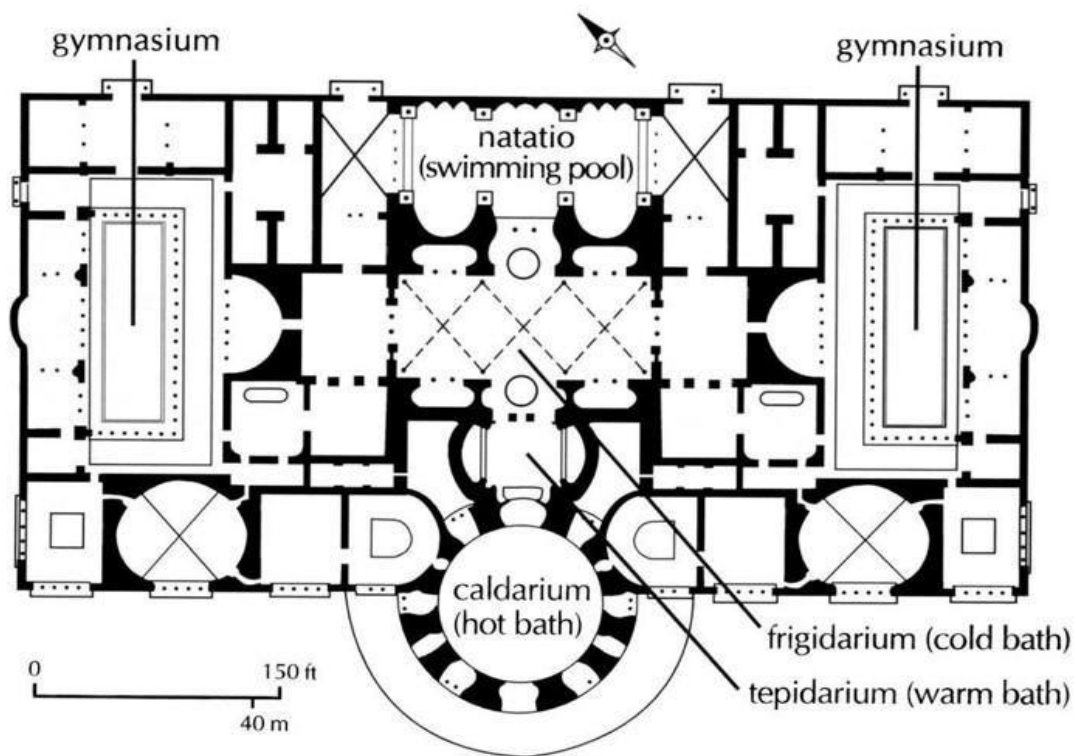 gymnasium
gymnasium
natatio
(swimming pool)
caldarium
(hot bath)
frigidarium (cold bath)
tepidarium (warm bath)
0
150 ft
40 m